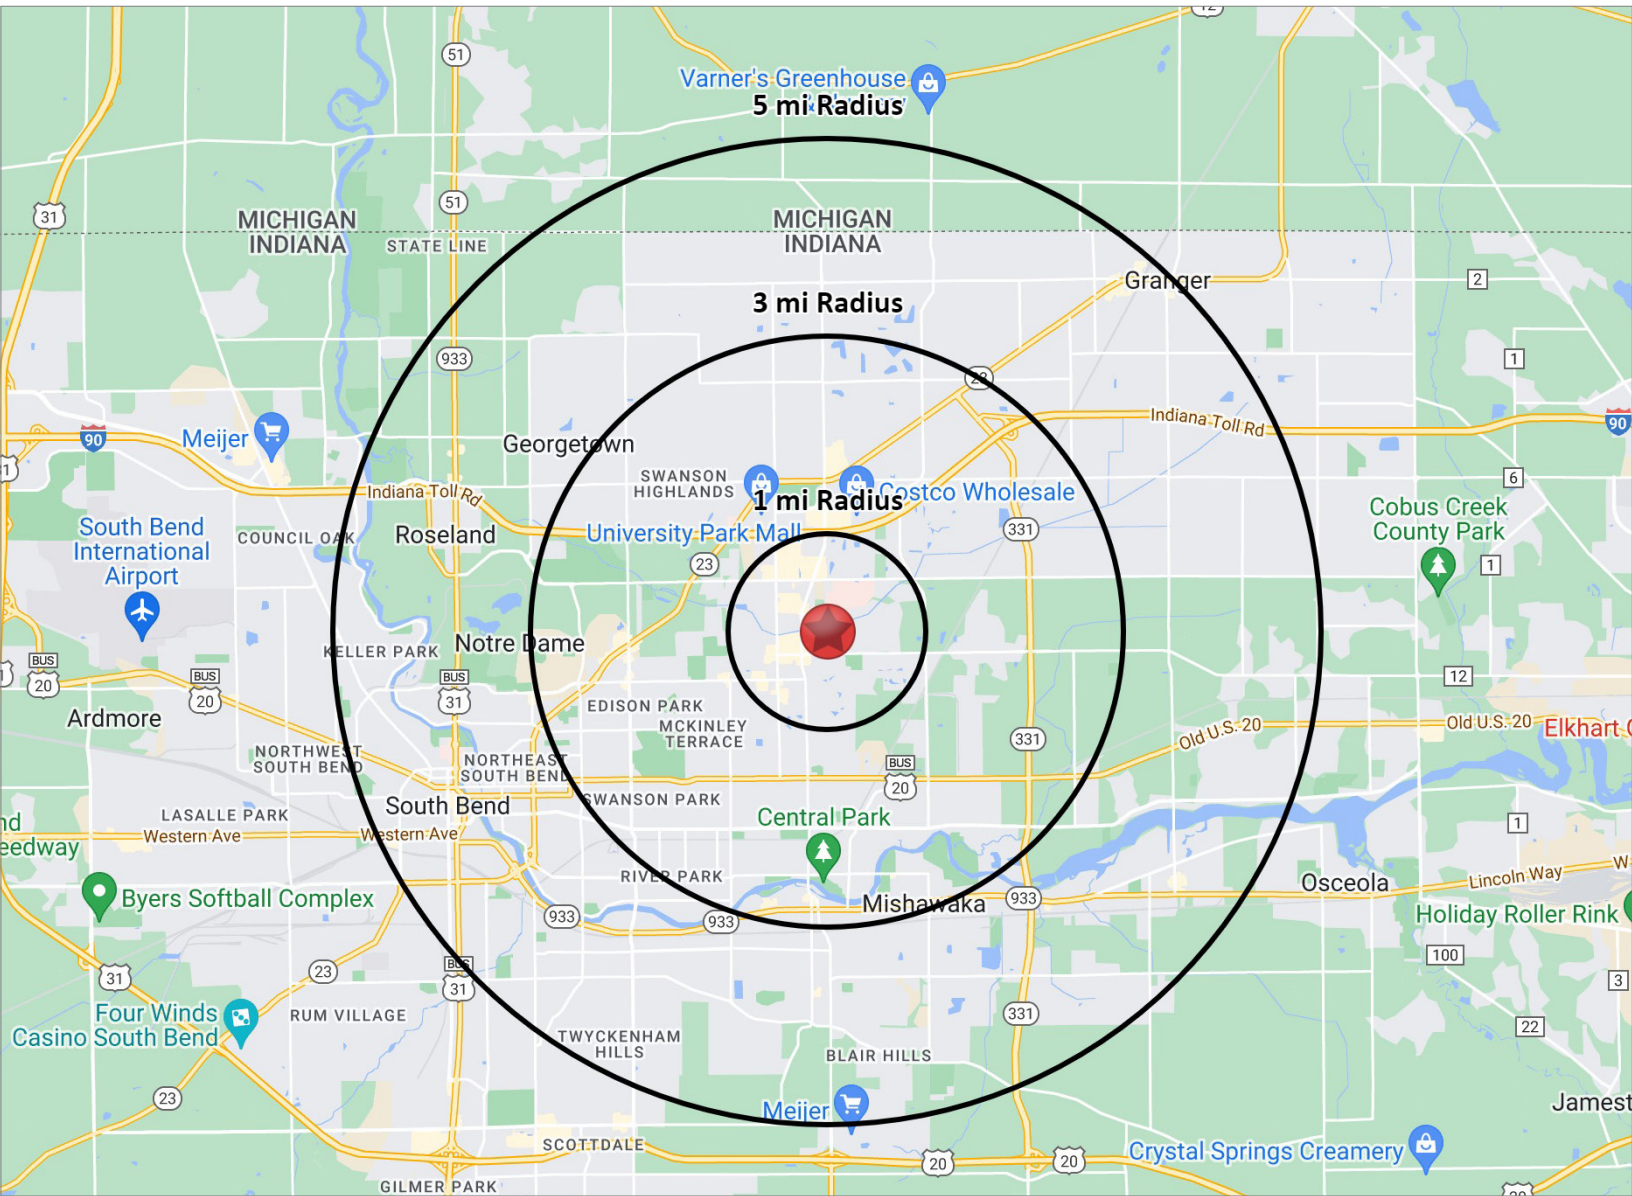 12
51
Varner's Greenhouse
5 mi Radius
51
31
MICHIGAN
INDIANA
STATE LINE
MICHIGAN
INDIANA
Granger
2
3 mi Radius
933
1
23
Indiana Toll Rd
90
90
Meijer
Georgetown
SWANSON
HIGHLANDS
Costco Wholesale
1 mi Radius
6
Indiana Toll Rd
Cobus Creek
County Park
South Bend
International
Airport
COUNCIL OAK
Roseland
University Park Mall
331
23
1
KELLER PARK
Notre Dame
BUS
20
BUS
20
BUS
31
12
Ardmore
EDISON PARK
MCKINLEY
TERRACE
331
Old U.S. 20
Old U.S. 20
Elkhart
NORTHWEST
SOUTH BEND
NORTHEAST
SOUTH BEND
BUS
20
SWANSON PARK
South Bend
LASALLE PARK
Western Ave
Western Ave
Central Park
1
eedway
RIVER PARK
Byers Softball Complex
933
933
Mishawaka
933
Osceola
Lincoln Way
Holiday Roller Rink
31
23
BUS
31
100
3
Four Winds
Casino South Bend
RUM VILLAGE
331
22
TWYCKENHAM
HILLS
BLAIR HILLS
23
Meijer
Jamest
SCOTTDALE
20
20
Crystal Springs Creamery
GILMER PARK